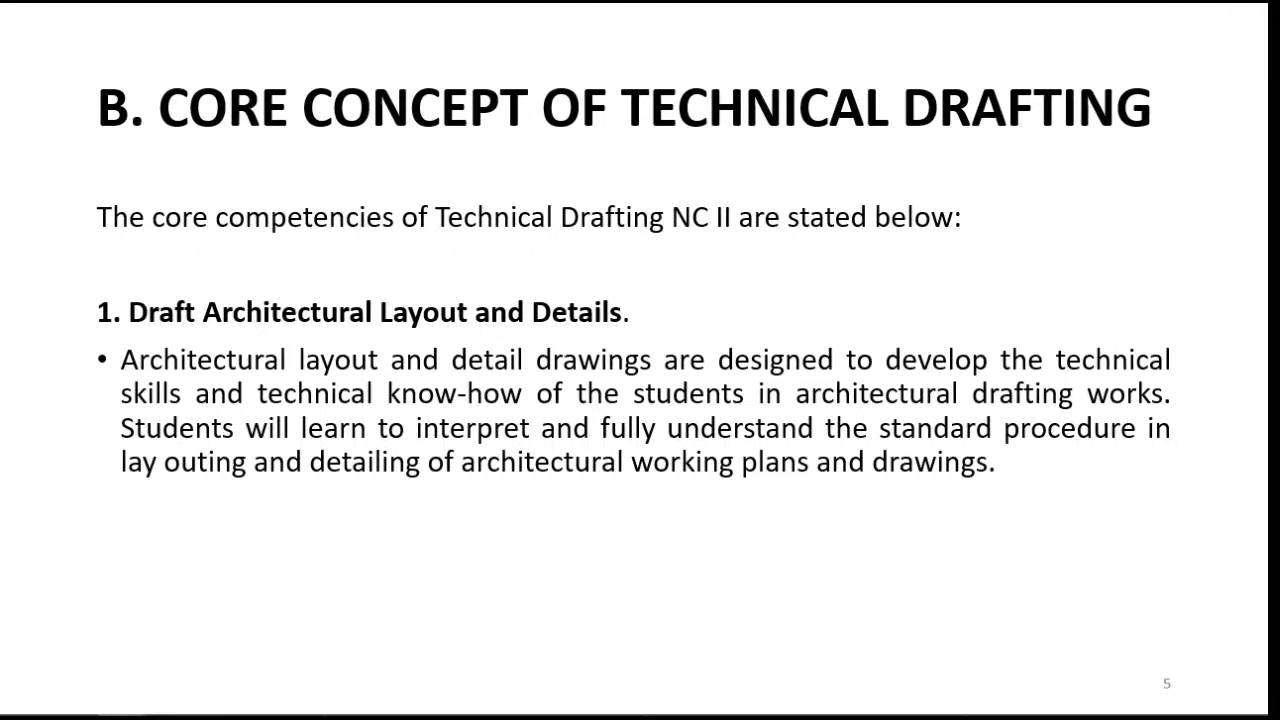 B. CORE CONCEPT OF TECHNICAL DRAFTING
The core competencies of Technical Drafting NC II are stated below:
1. Draft Architectural Layout and Details.
• Architectural layout and detail drawings are designed to develop the technical
skills and technical know-how of the students in architectural drafting works.
Students will learn to interpret and fully understand the standard procedure in
lay outing and detailing of architectural working plans and drawings.
5